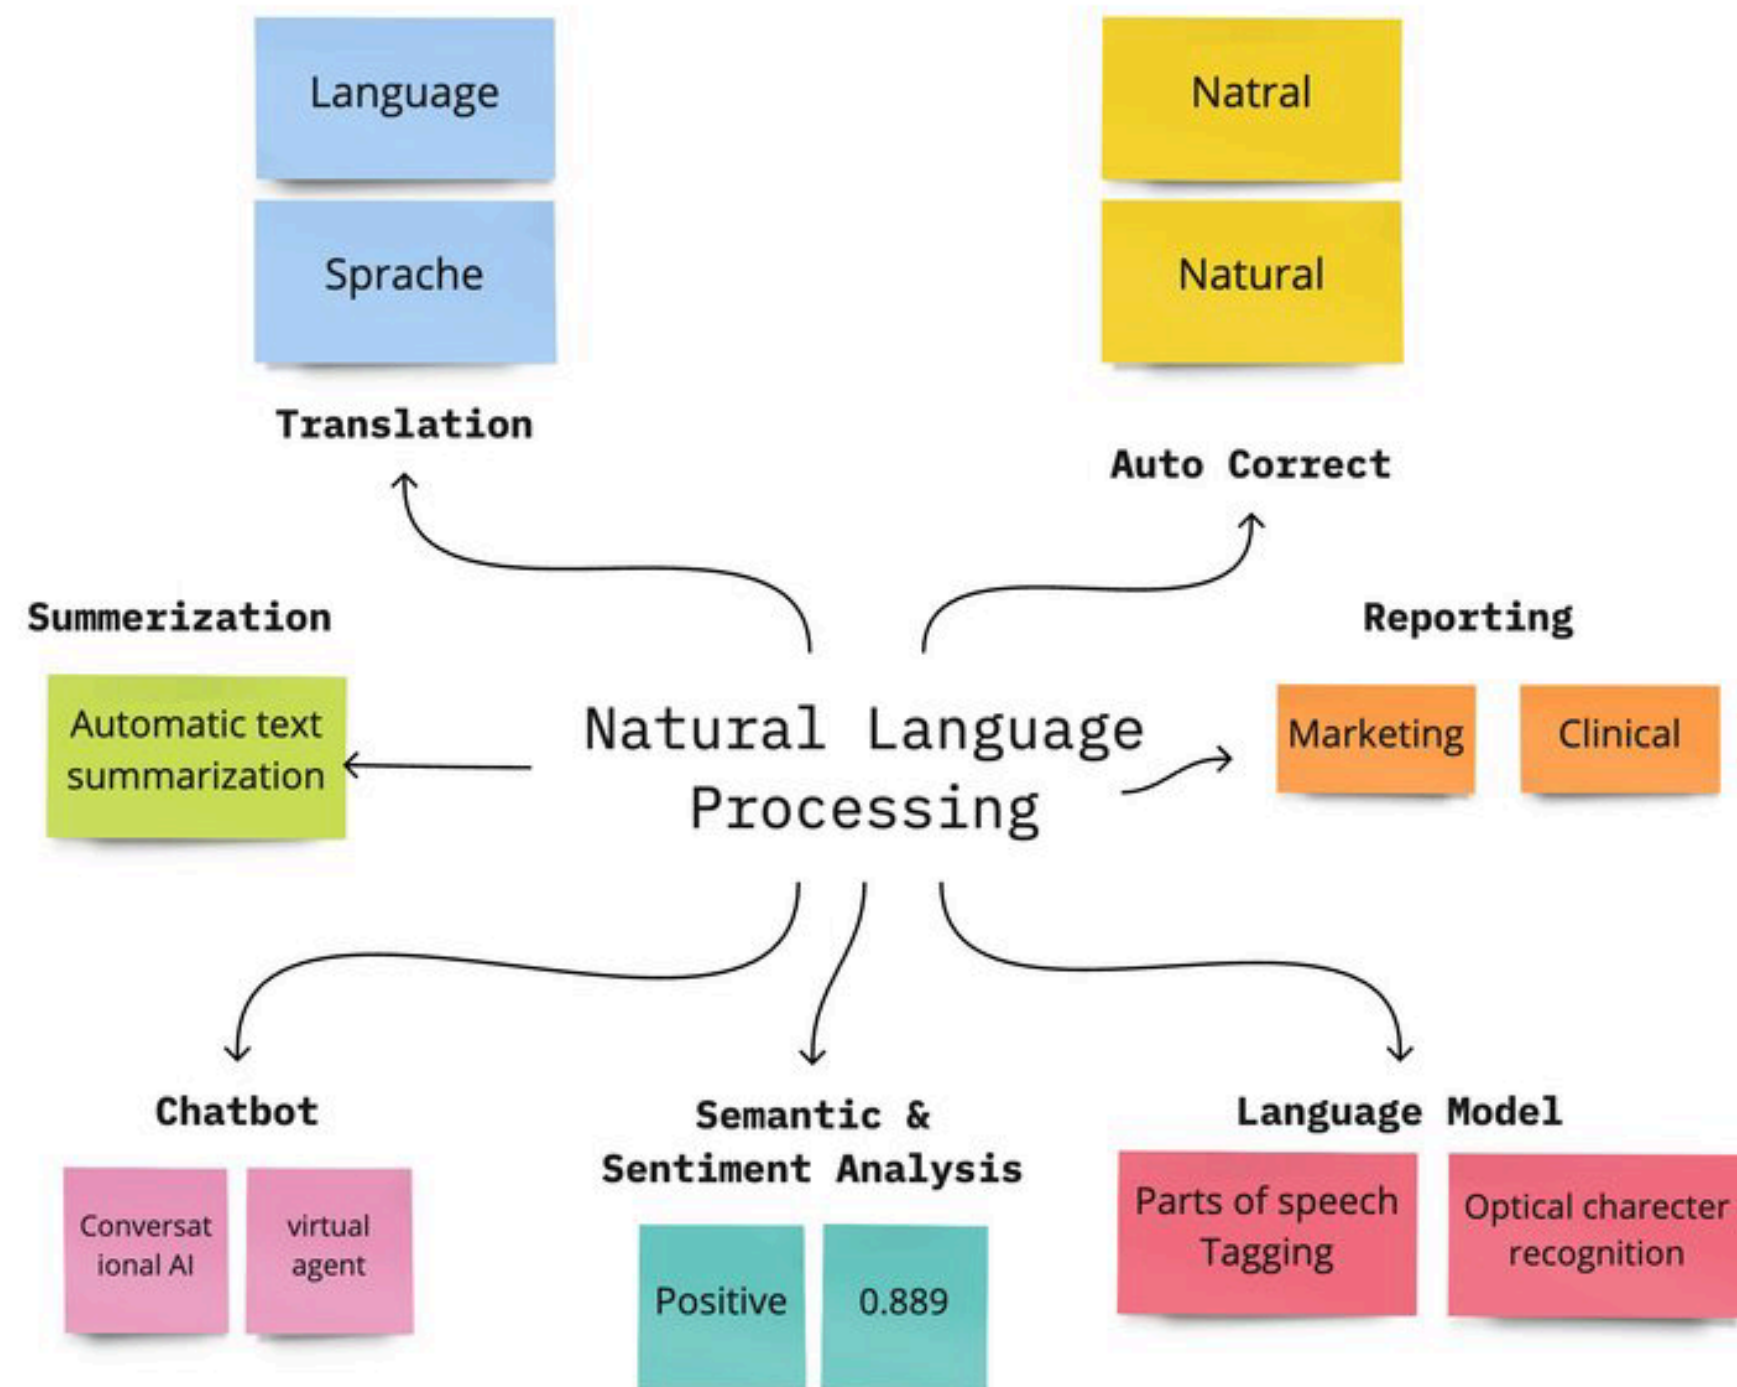 Language
Sprache
Translation
Natral
Natural
Auto Correct
Summerization
Automatic text
summarization
Natural Language
Processing
Reporting
Marketing
Clinical
Chatbot
Conversat
ional AI
virtual
agent
Semantic &
Sentiment Analysis
Positive
0.889
Language Model
Parts of speech
Tagging
Optical charecter
recognition